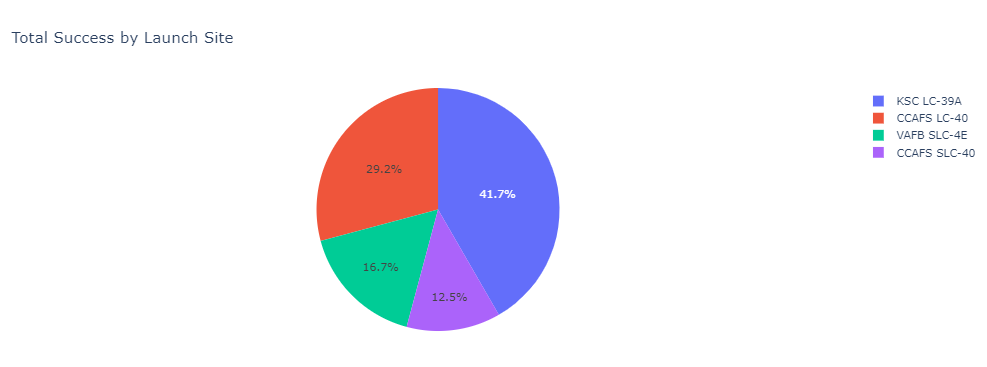 Total Success by Launch Site
KSC LC-39A
CCAFS LC-40
VAFB SLC-4E
CCAFS SLC-40
29.2%
41.7%
16.7%
12.5%